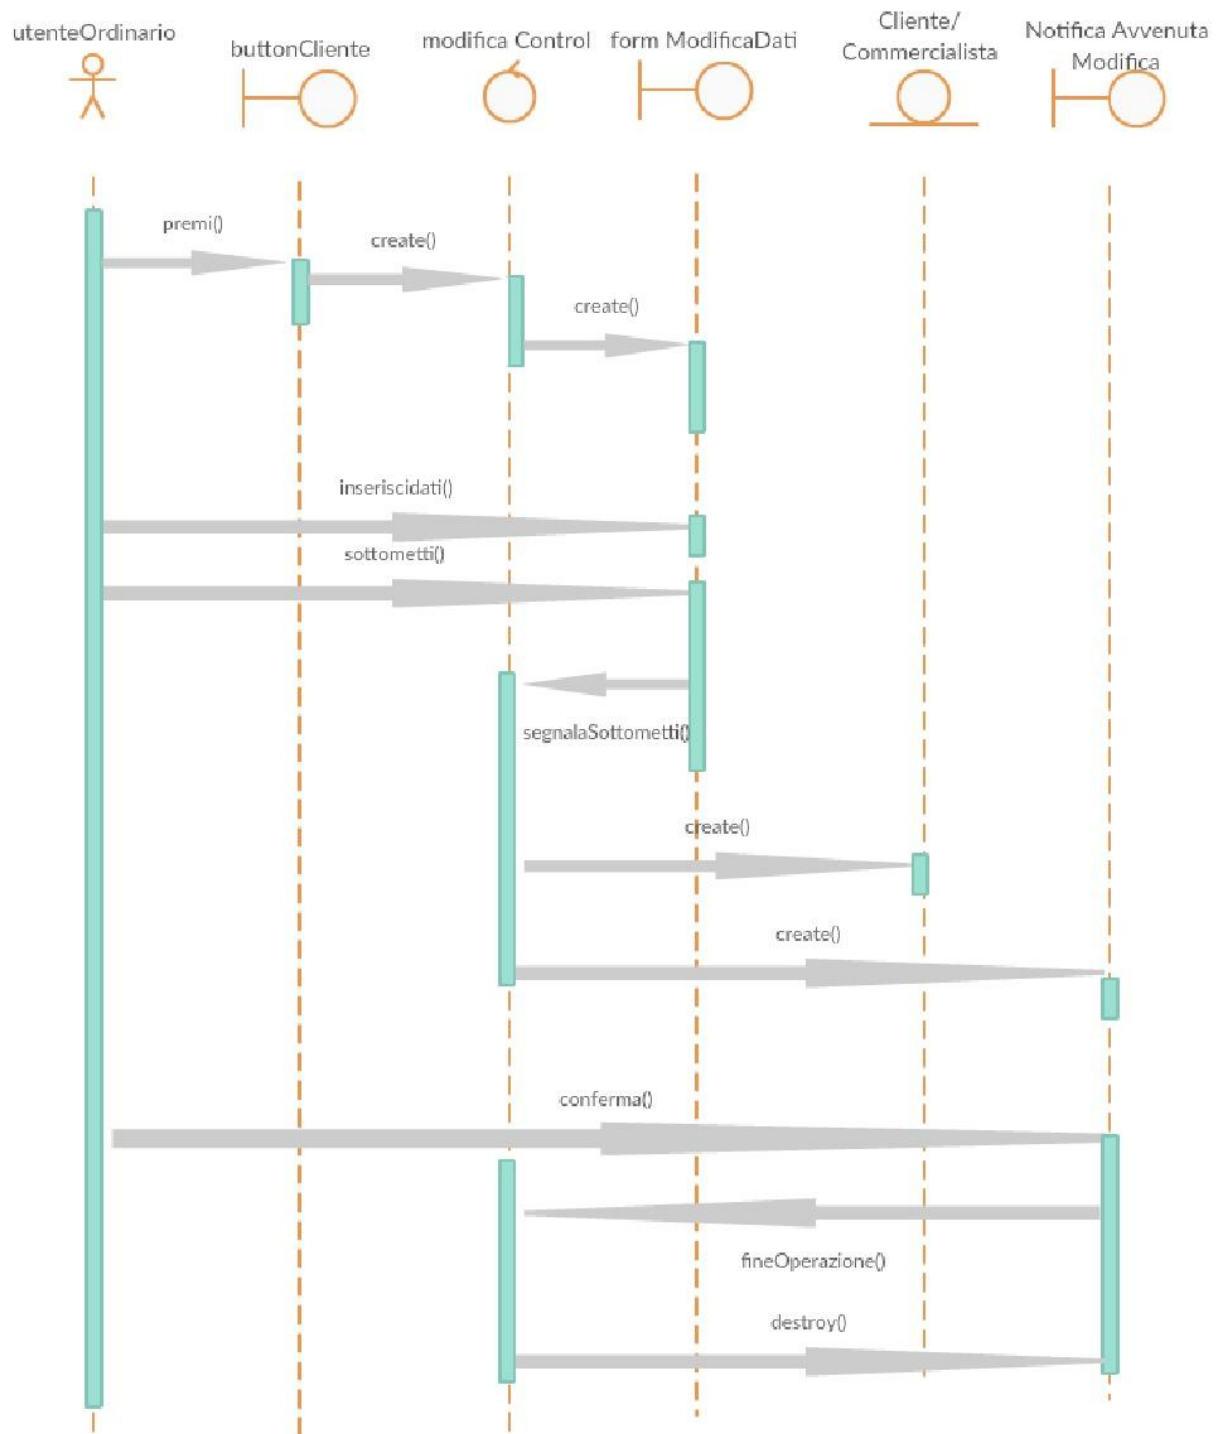 utenteOrdinario
buttonCliente
modifica Control
form ModificaDati
Cliente/
Commercialista
Notifica Avvenuta
Modifica
premi()
create()
create()
inseriscidati()
sottometti()
segnalaSottometti()
create()
create()
conferma()
fineOperazione()
destroy()